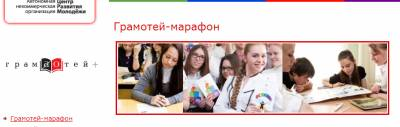 Автономная Центр
некоммерческая Развития
организация Молодёжи
Грамотей-марафон
грамотей+
Грамотей-марафон